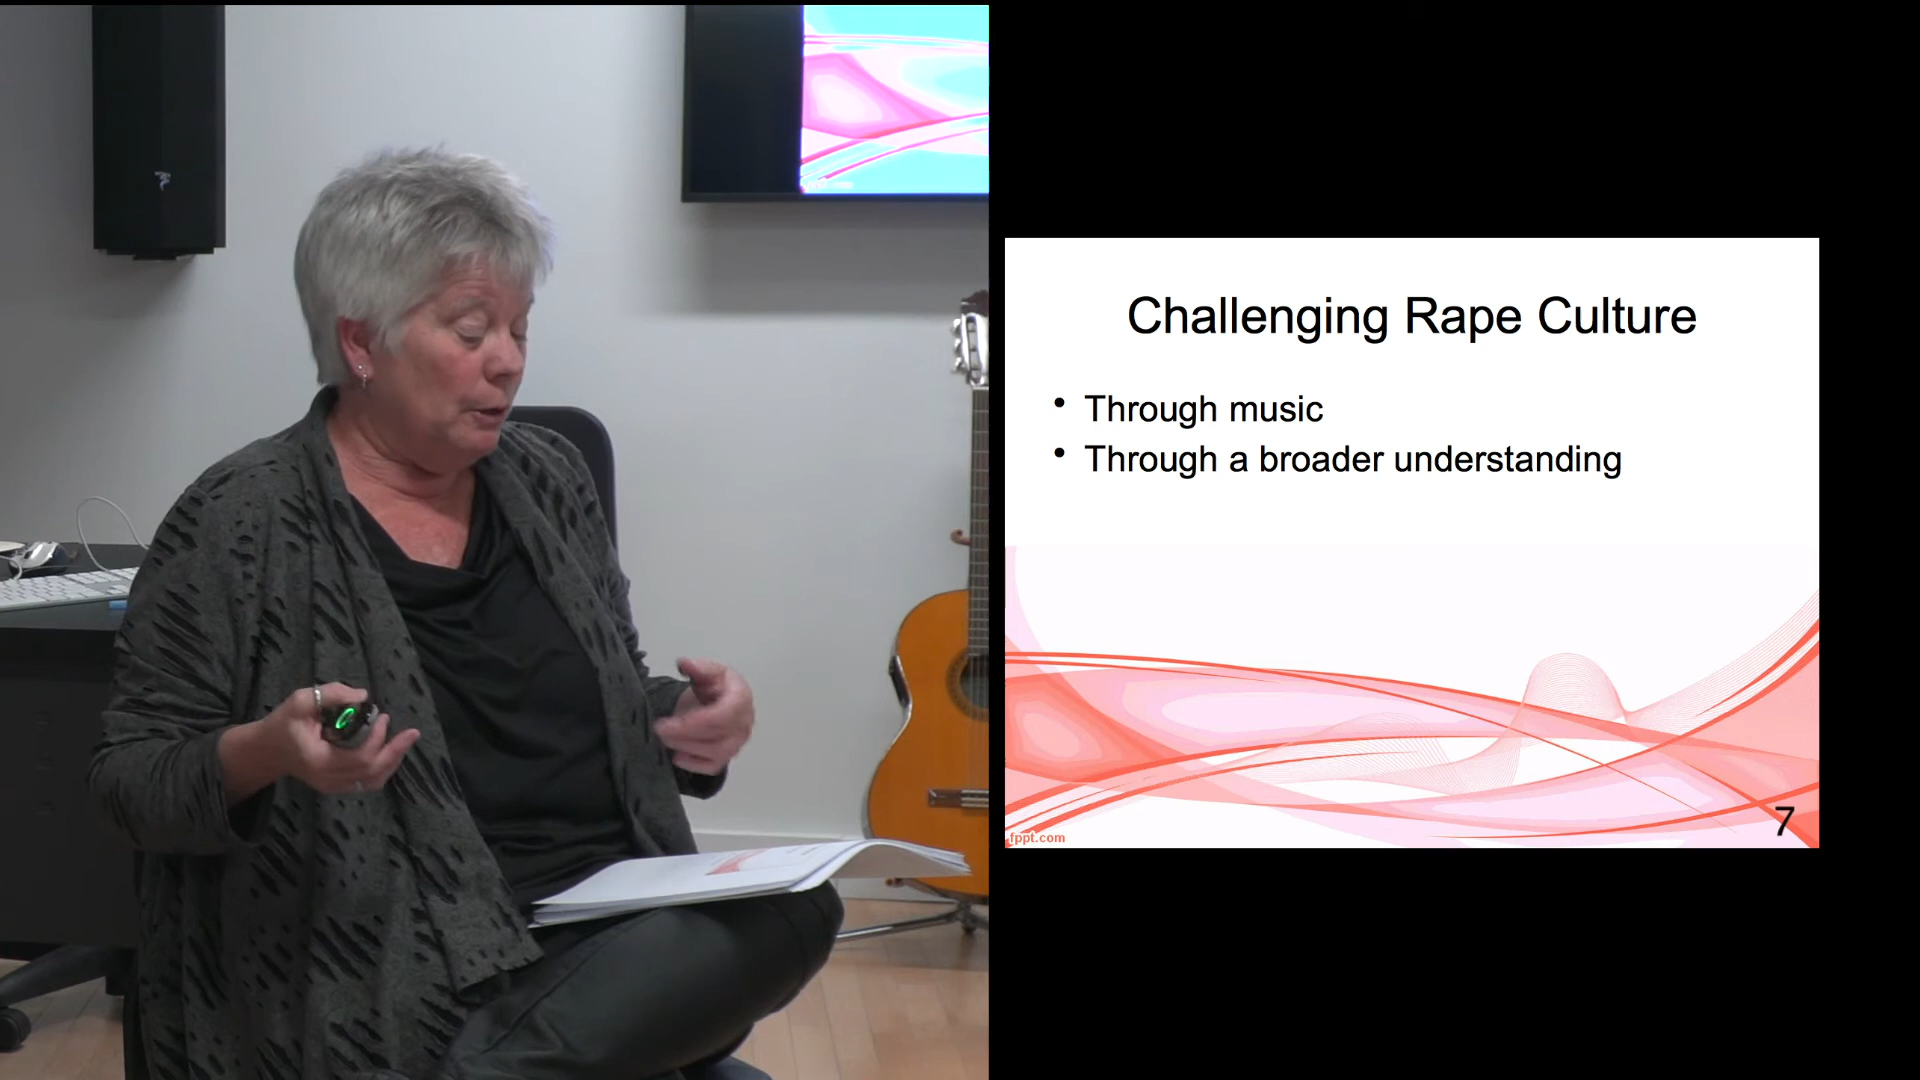 Challenging Rape Culture
• Through music
• Through a broader understanding
fppt.com
7